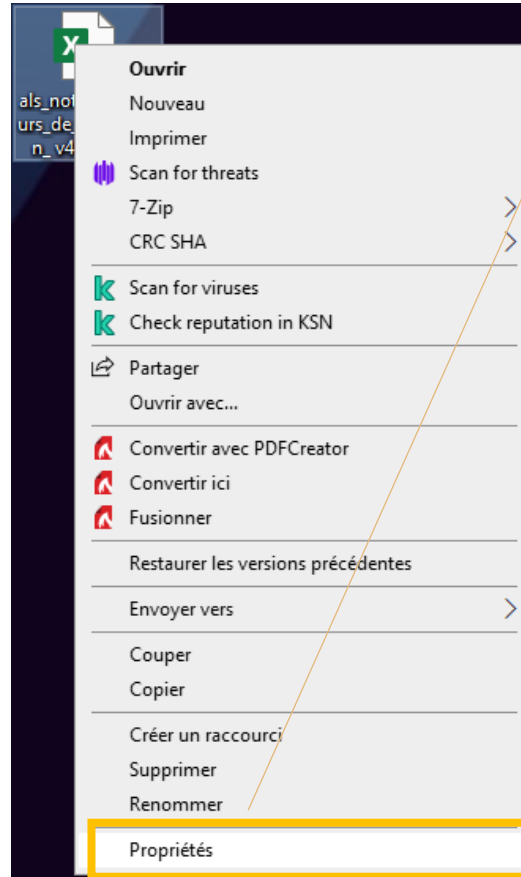 als_not
urs_de_
n_ v4
Ouvrir
Nouveau
Imprimer
Scan for threats
7-Zip
CRC SHA
Scan for viruses
Check reputation in KSN
Partager
Ouvrir avec...
Convertir avec PDFCreator
Convertir ici
Fusionner
Restaurer les versions précédentes
Envoyer vers
Couper
Copier
Créer un raccourci
Supprimer
Renommer
Propriétés